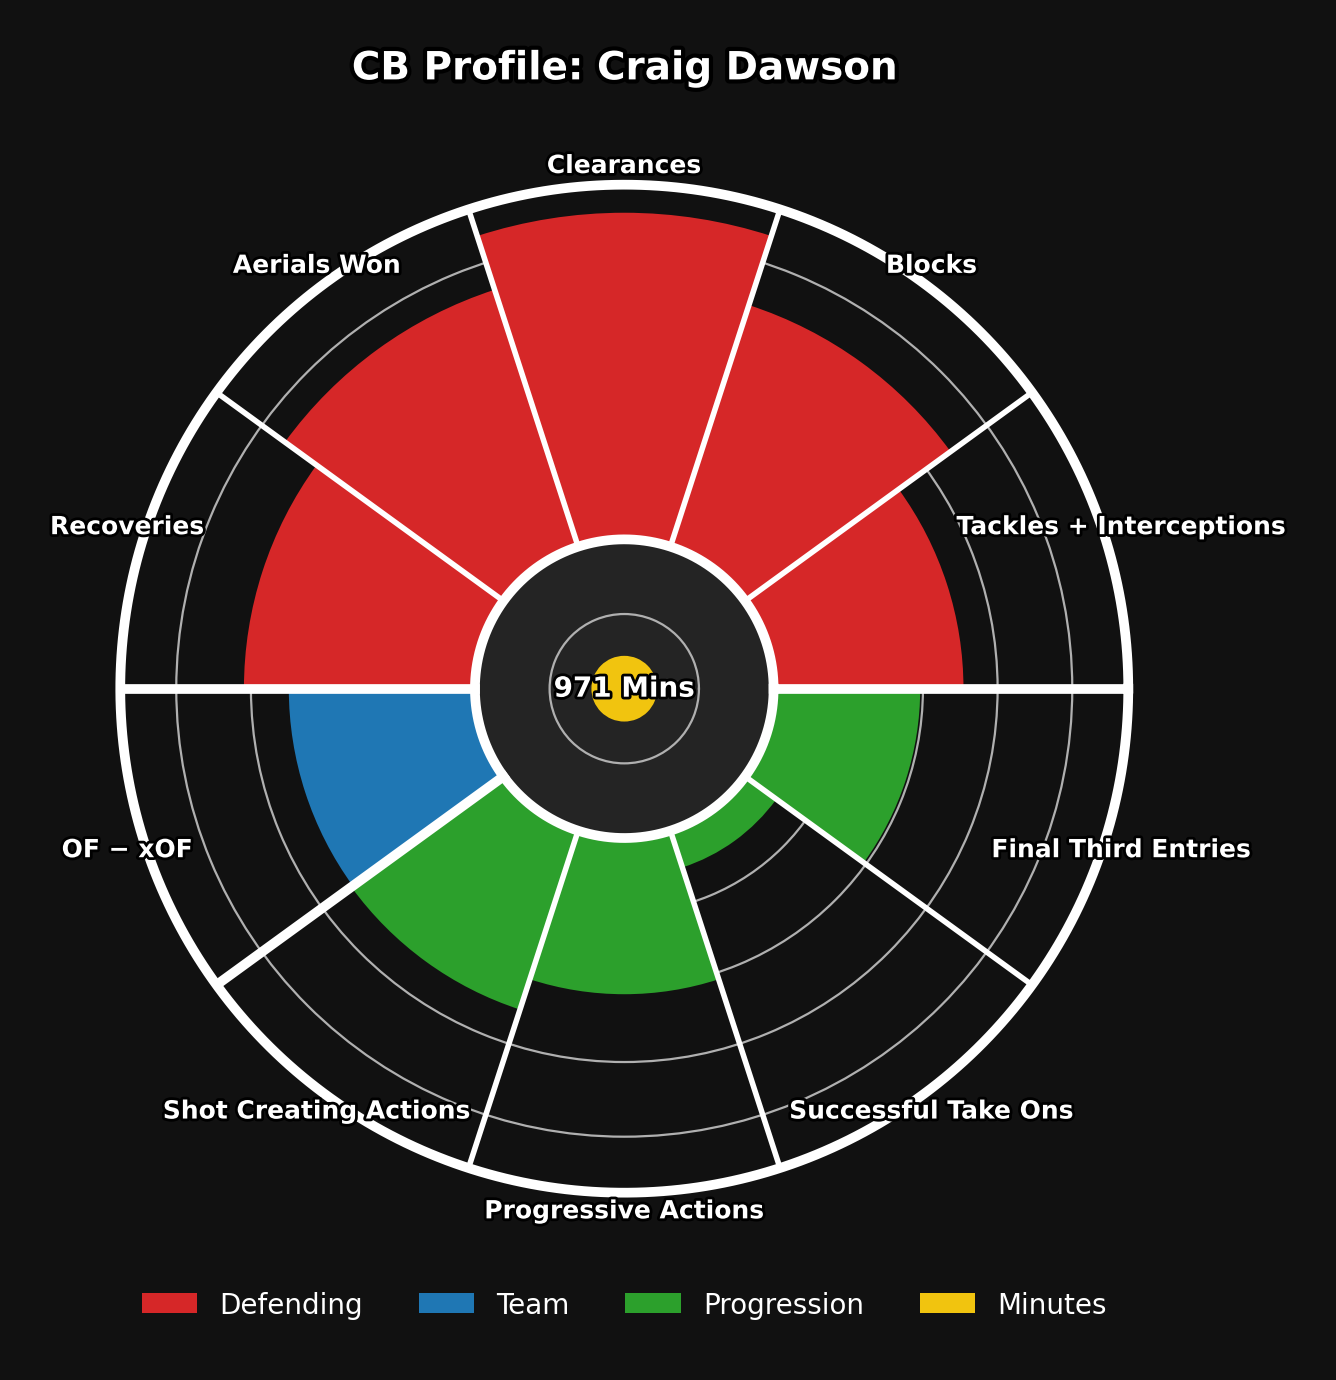 CB Profile: Craig Dawson
Clearances
Aerials Won
Blocks
Recoveries
Tackles + Interceptions
971 Mins
OF − xOF
Final Third Entries
Shot Creating Actions
Successful Take Ons
Progressive Actions
Defending
Team
Progression
Minutes